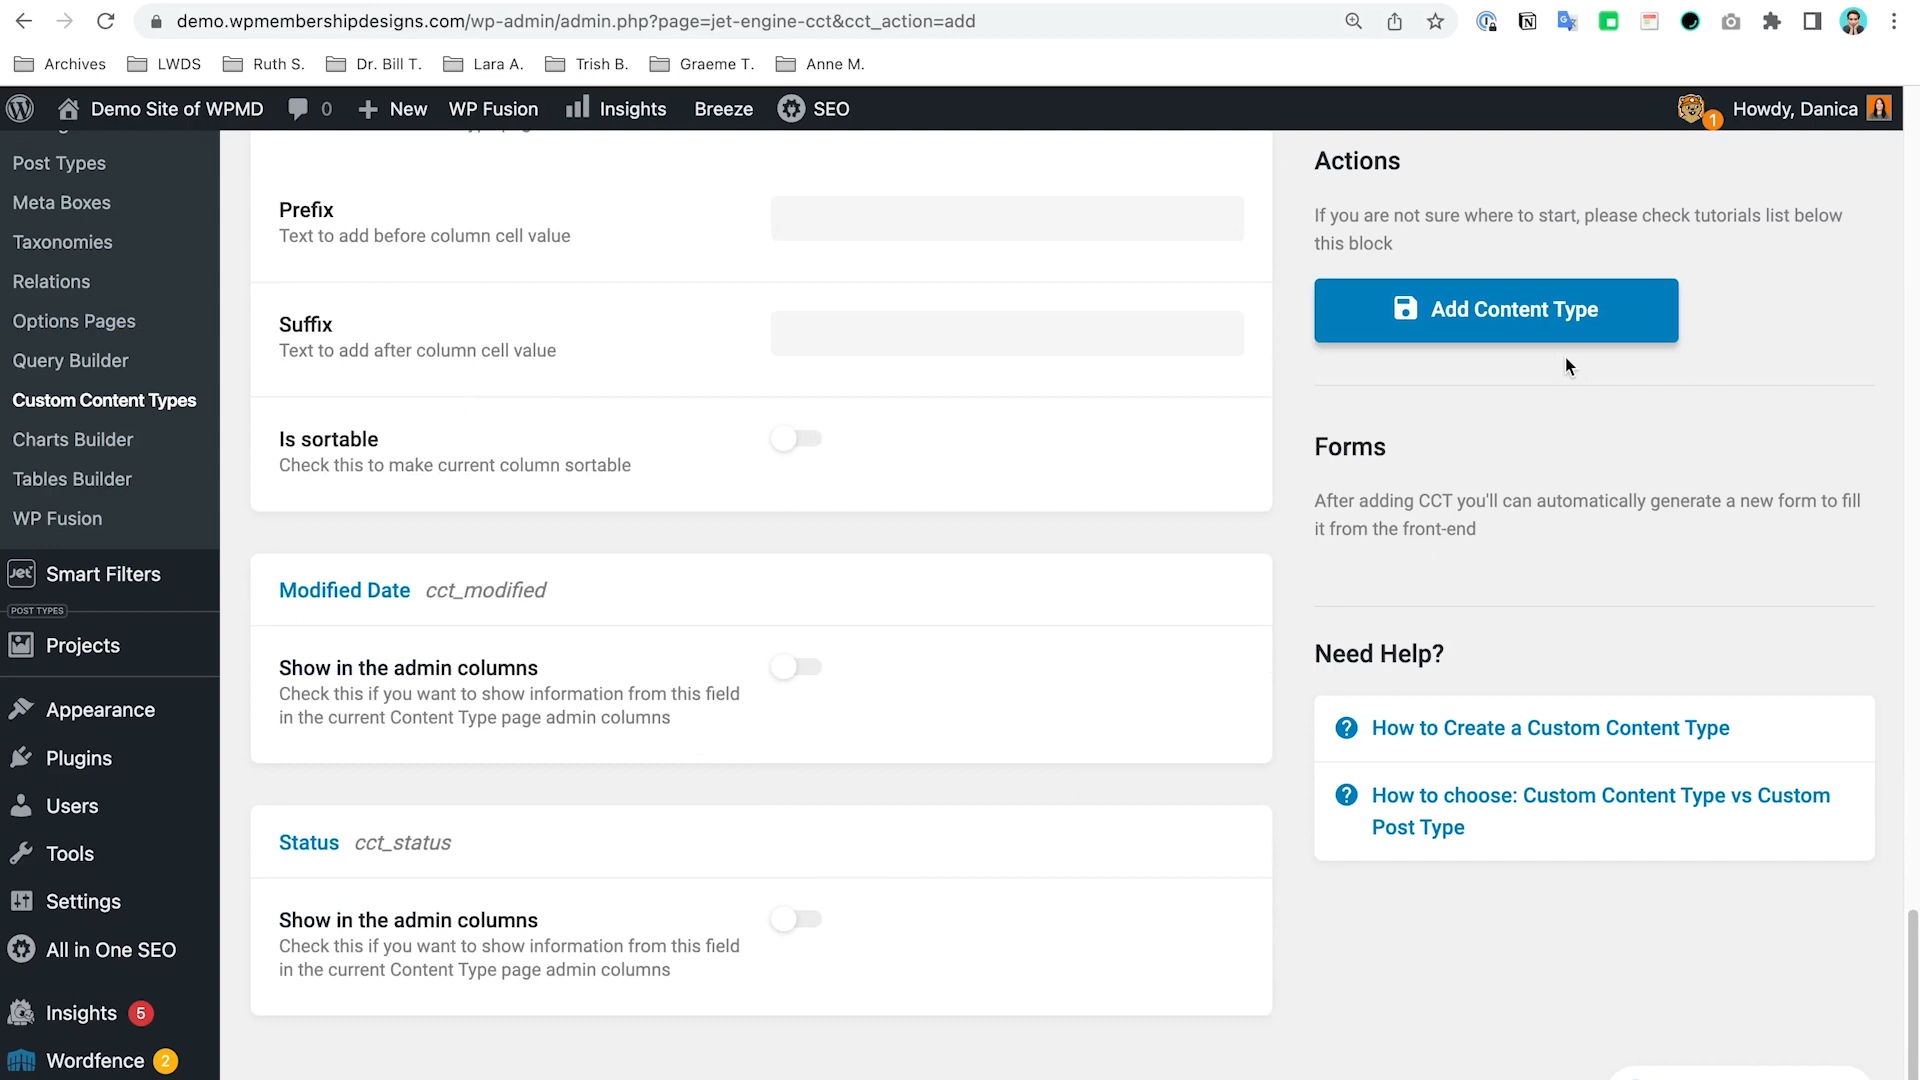 demo.wpmembershipdesigns.com/wp-admin/admin.php?page=jet-engine-cct&cct_action=add
Archives
LWDS
Ruth S.
Dr. Bill T.
Lara A.
Trish B.
Graeme T.
Anne M.
Demo Site of WPMD
0
New
WP Fusion
Insights
Breeze
SEO
1
Howdy, Danica
Post Types
Meta Boxes
Taxonomies
Relations
Options Pages
Query Builder
Custom Content Types
Charts Builder
Tables Builder
WP Fusion
Jet
Smart Filters
POST TYPES
Projects
Appearance
Plugins
Users
Tools
Settings
All in One SEO
Insights 5
Wordfence 2
Prefix
Text to add before column cell value
Suffix
Text to add after column cell value
Is sortable
Check this to make current column sortable
Modified Date cct_modified
Show in the admin columns
Check this if you want to show information from this field
in the current Content Type page admin columns
Status cct_status
Show in the admin columns
Check this if you want to show information from this field
in the current Content Type page admin columns
Actions
If you are not sure where to start, please check tutorials list below
this block
Add Content Type
Forms
After adding CCT you'll can automatically generate a new form to fill
it from the front-end
Need Help?
How to Create a Custom Content Type
How to choose: Custom Content Type vs Custom
Post Type